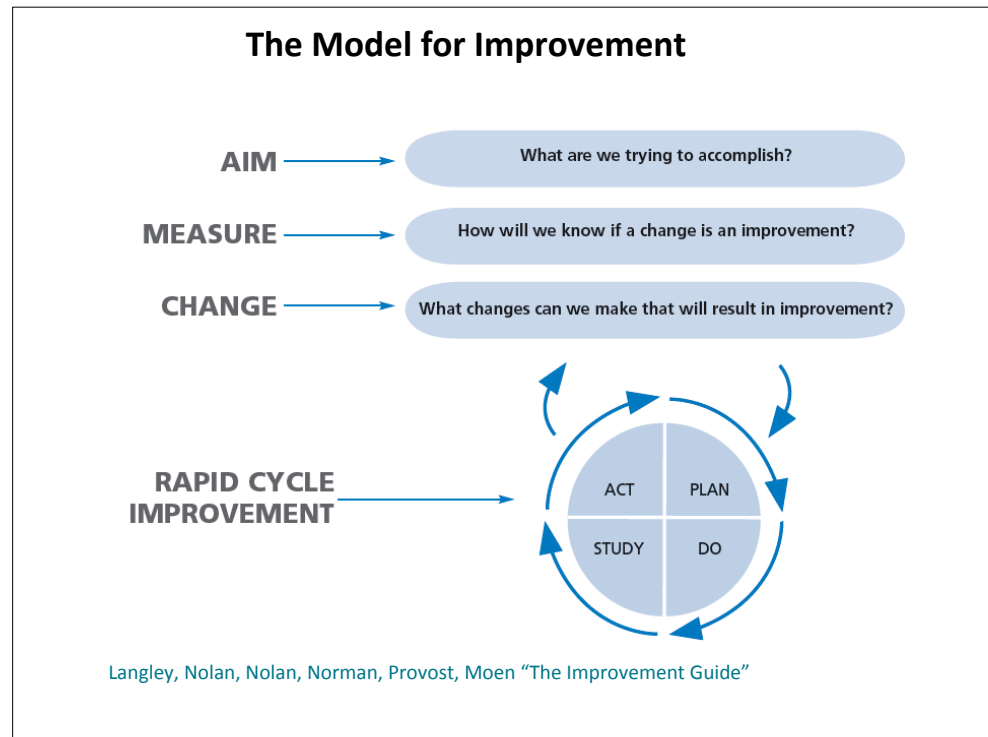 The Model for Improvement
AIM
What are we trying to accomplish?
MEASURE
How will we know if a change is an improvement?
CHANGE
What changes can we make that will result in improvement?
RAPID CYCLE
IMPROVEMENT
ACT
PLAN
STUDY
DO
Langley, Nolan, Nolan, Norman, Provost, Moen “The Improvement Guide”